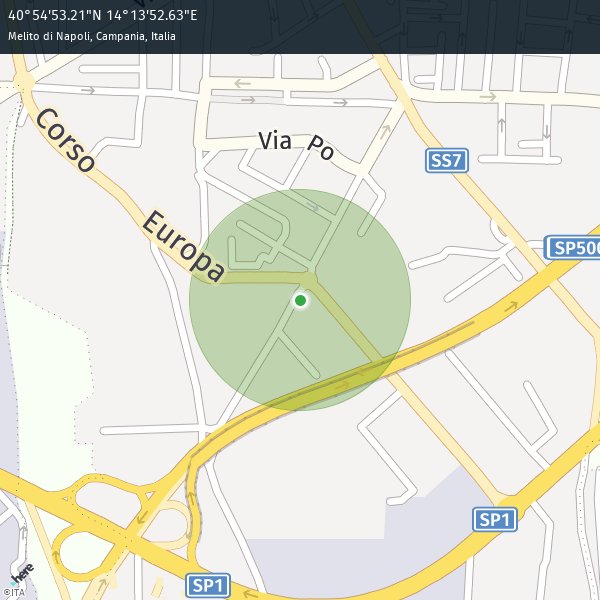 40°54'53.21"N 14°13'52.63"E
Melito di Napoli, Campania, Italia
Corso Europa
Via Po
SS7
SP500
SP1
SP1
here
©ITA